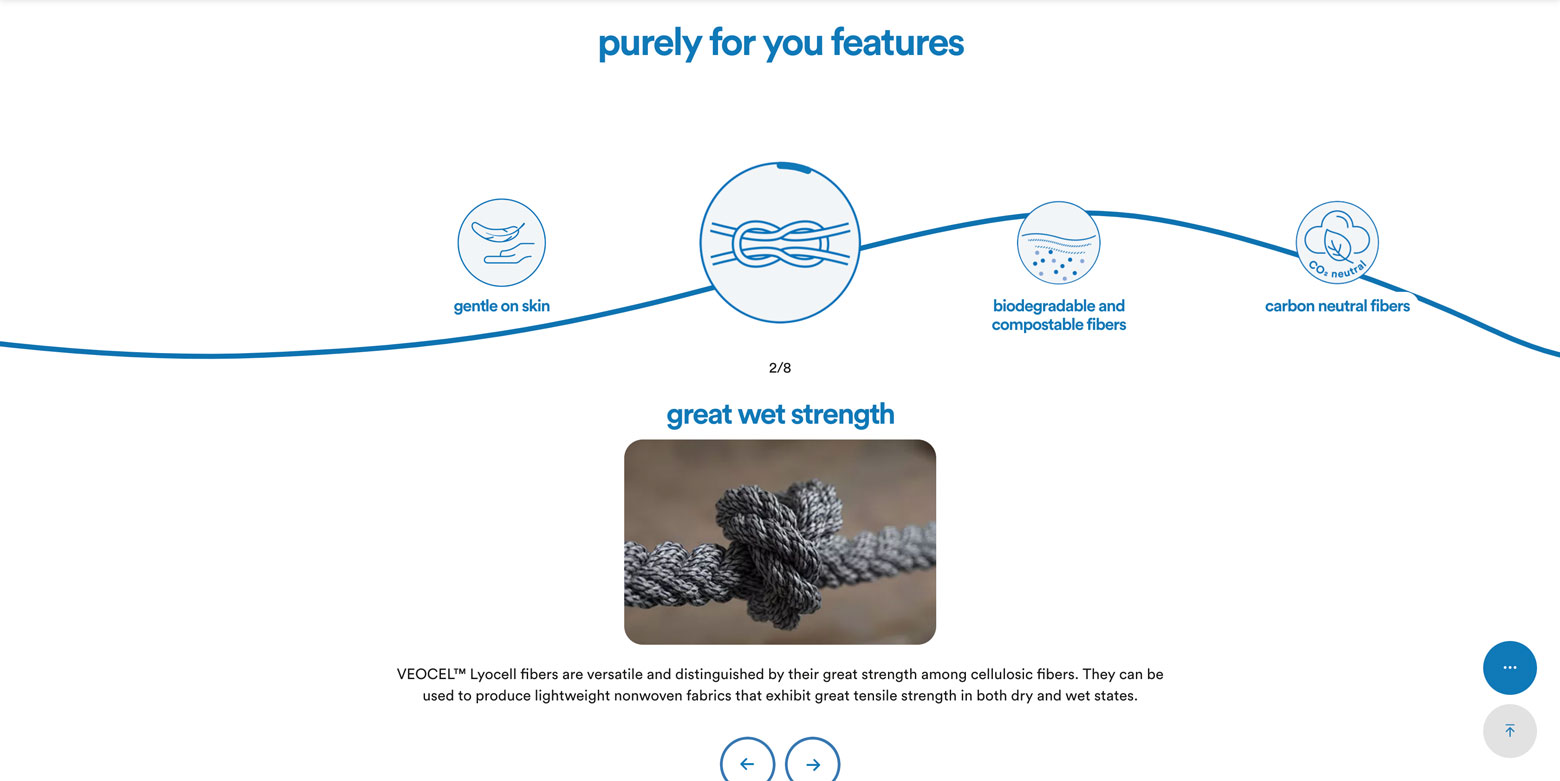 purely for you features
CO₂ neutral
gentle on skin
biodegradable and
compostable fibers
carbon neutral fibers
2/8
great wet strength
VEOCEL™ Lyocell fibers are versatile and distinguished by their great strength among cellulosic fibers. They can be
used to produce lightweight nonwoven fabrics that exhibit great tensile strength in both dry and wet states.